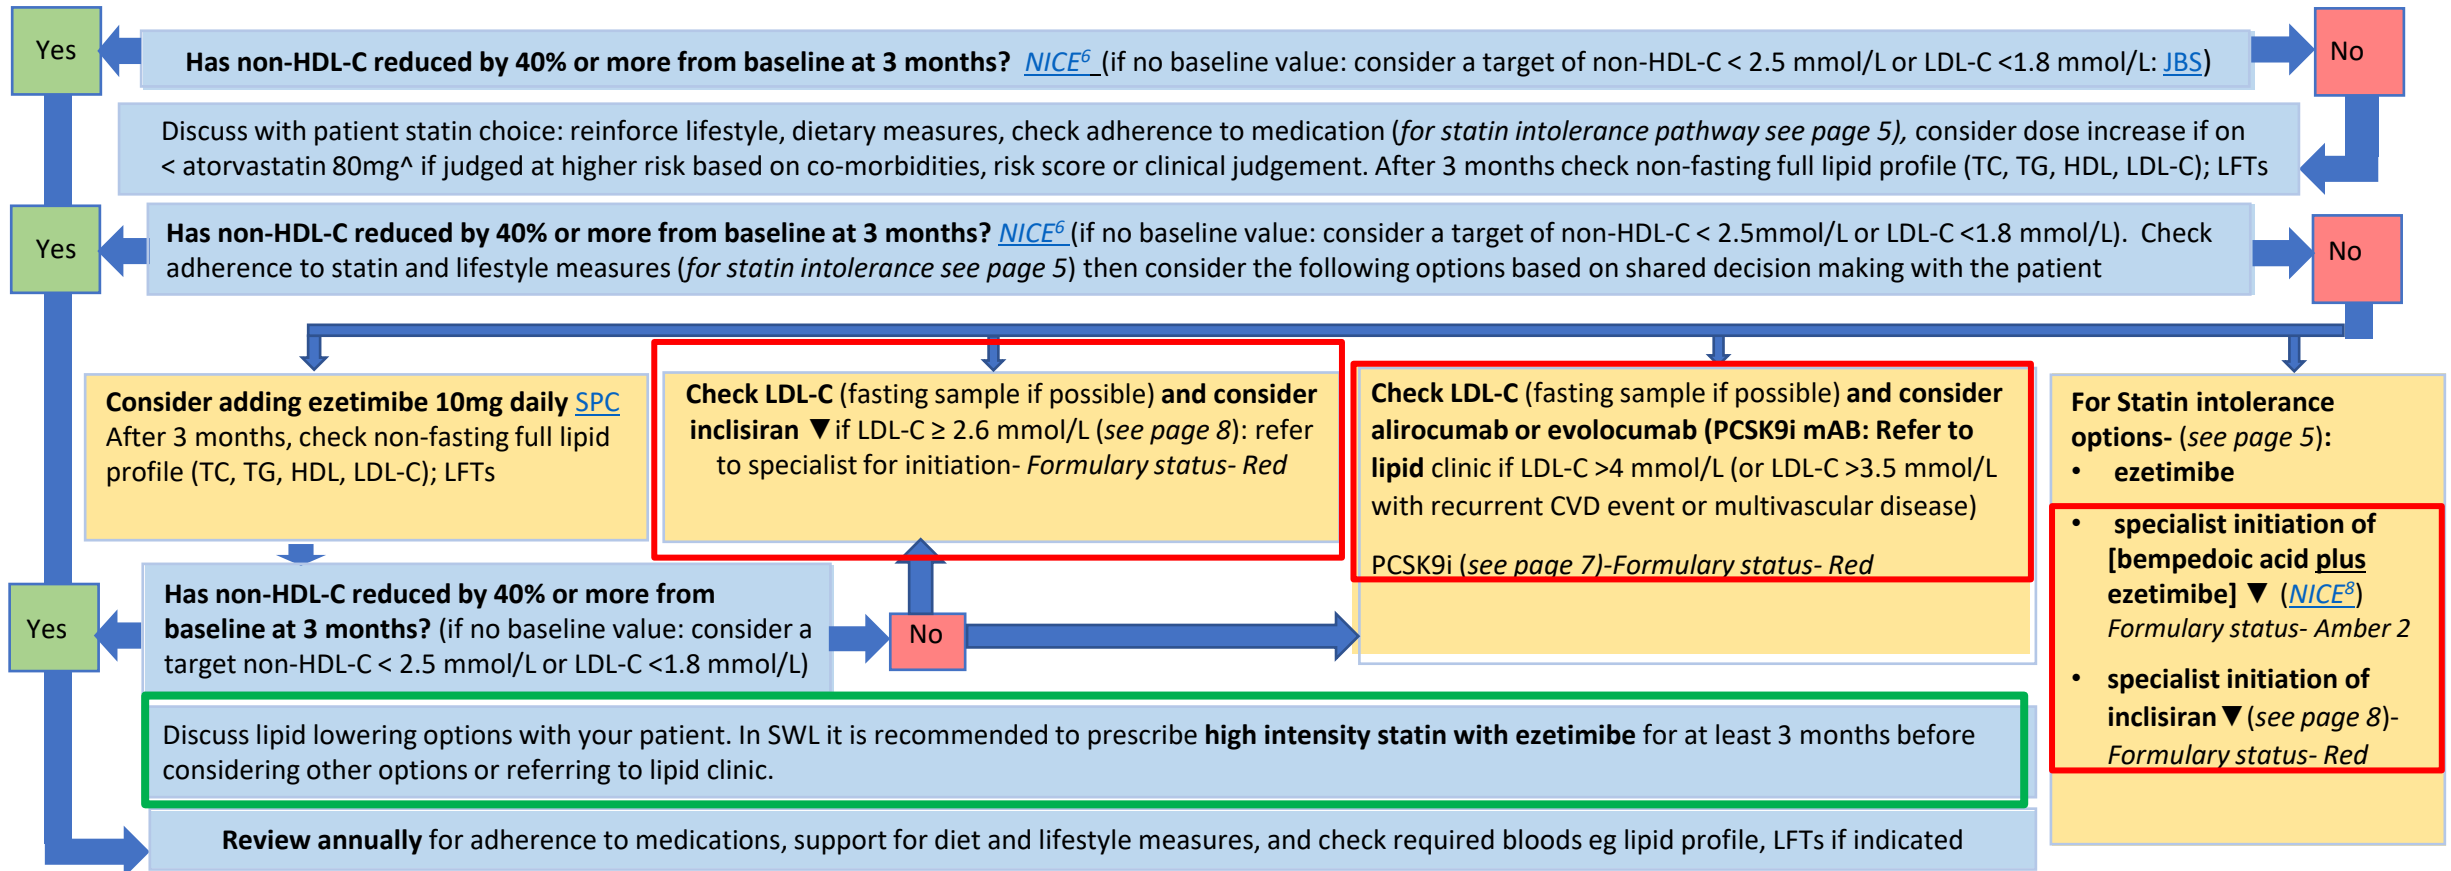 Yes
Has non-HDL-C reduced by 40% or more from baseline at 3 months? NICE6 (if no baseline value: consider a target of non-HDL-C < 2.5 mmol/L or LDL-C <1.8 mmol/L: JBS)
No
Discuss with patient statin choice: reinforce lifestyle, dietary measures, check adherence to medication (for statin intolerance pathway see page 5), consider dose increase if on
< atorvastatin 80mg^ if judged at higher risk based on co-morbidities, risk score or clinical judgement. After 3 months check non-fasting full lipid profile (TC, TG, HDL, LDL-C); LFTs
Yes
Has non-HDL-C reduced by 40% or more from baseline at 3 months? NICE6 (if no baseline value: consider a target of non-HDL-C < 2.5mmol/L or LDL-C <1.8 mmol/L). Check
adherence to statin and lifestyle measures (for statin intolerance see page 5) then consider the following options based on shared decision making with the patient
No
Consider adding ezetimibe 10mg daily SPC
After 3 months, check non-fasting full lipid
profile (TC, TG, HDL, LDL-C); LFTs
Check LDL-C (fasting sample if possible) and consider
inclisiran ▼if LDL-C ≥ 2.6 mmol/L (see page 8): refer
to specialist for initiation- Formulary status- Red
Check LDL-C (fasting sample if possible) and consider
alirocumab or evolocumab (PCSK9i mAB: Refer to
lipid clinic if LDL-C >4 mmol/L (or LDL-C >3.5 mmol/L
with recurrent CVD event or multivascular disease)
PCSK9i (see page 7)-Formulary status- Red
For Statin intolerance
options- (see page 5):
• ezetimibe
• specialist initiation of
[bempedoic acid plus
ezetimibe] ▼ (NICE8)
Formulary status- Amber 2
• specialist initiation of
inclisiran▼(see page 8)-
Formulary status- Red
Yes
Has non-HDL-C reduced by 40% or more from
baseline at 3 months? (if no baseline value: consider a
target non-HDL-C < 2.5 mmol/L or LDL-C <1.8 mmol/L)
No
Discuss lipid lowering options with your patient. In SWL it is recommended to prescribe high intensity statin with ezetimibe for at least 3 months before
considering other options or referring to lipid clinic.
Review annually for adherence to medications, support for diet and lifestyle measures, and check required bloods eg lipid profile, LFTs if indicated